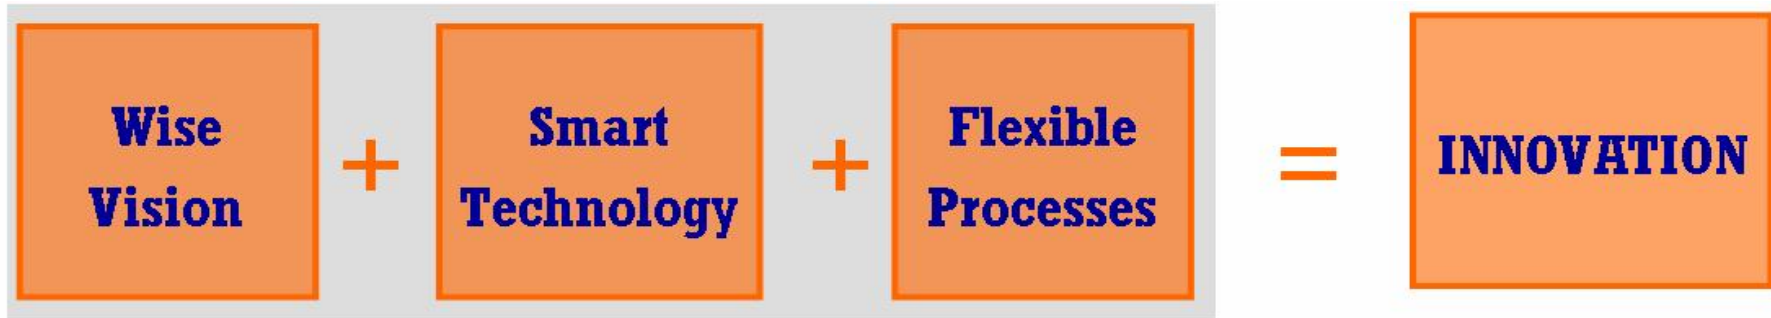 Wise
Vision
+
Smart
Technology
+
Flexible
Processes
=
INNOVATION